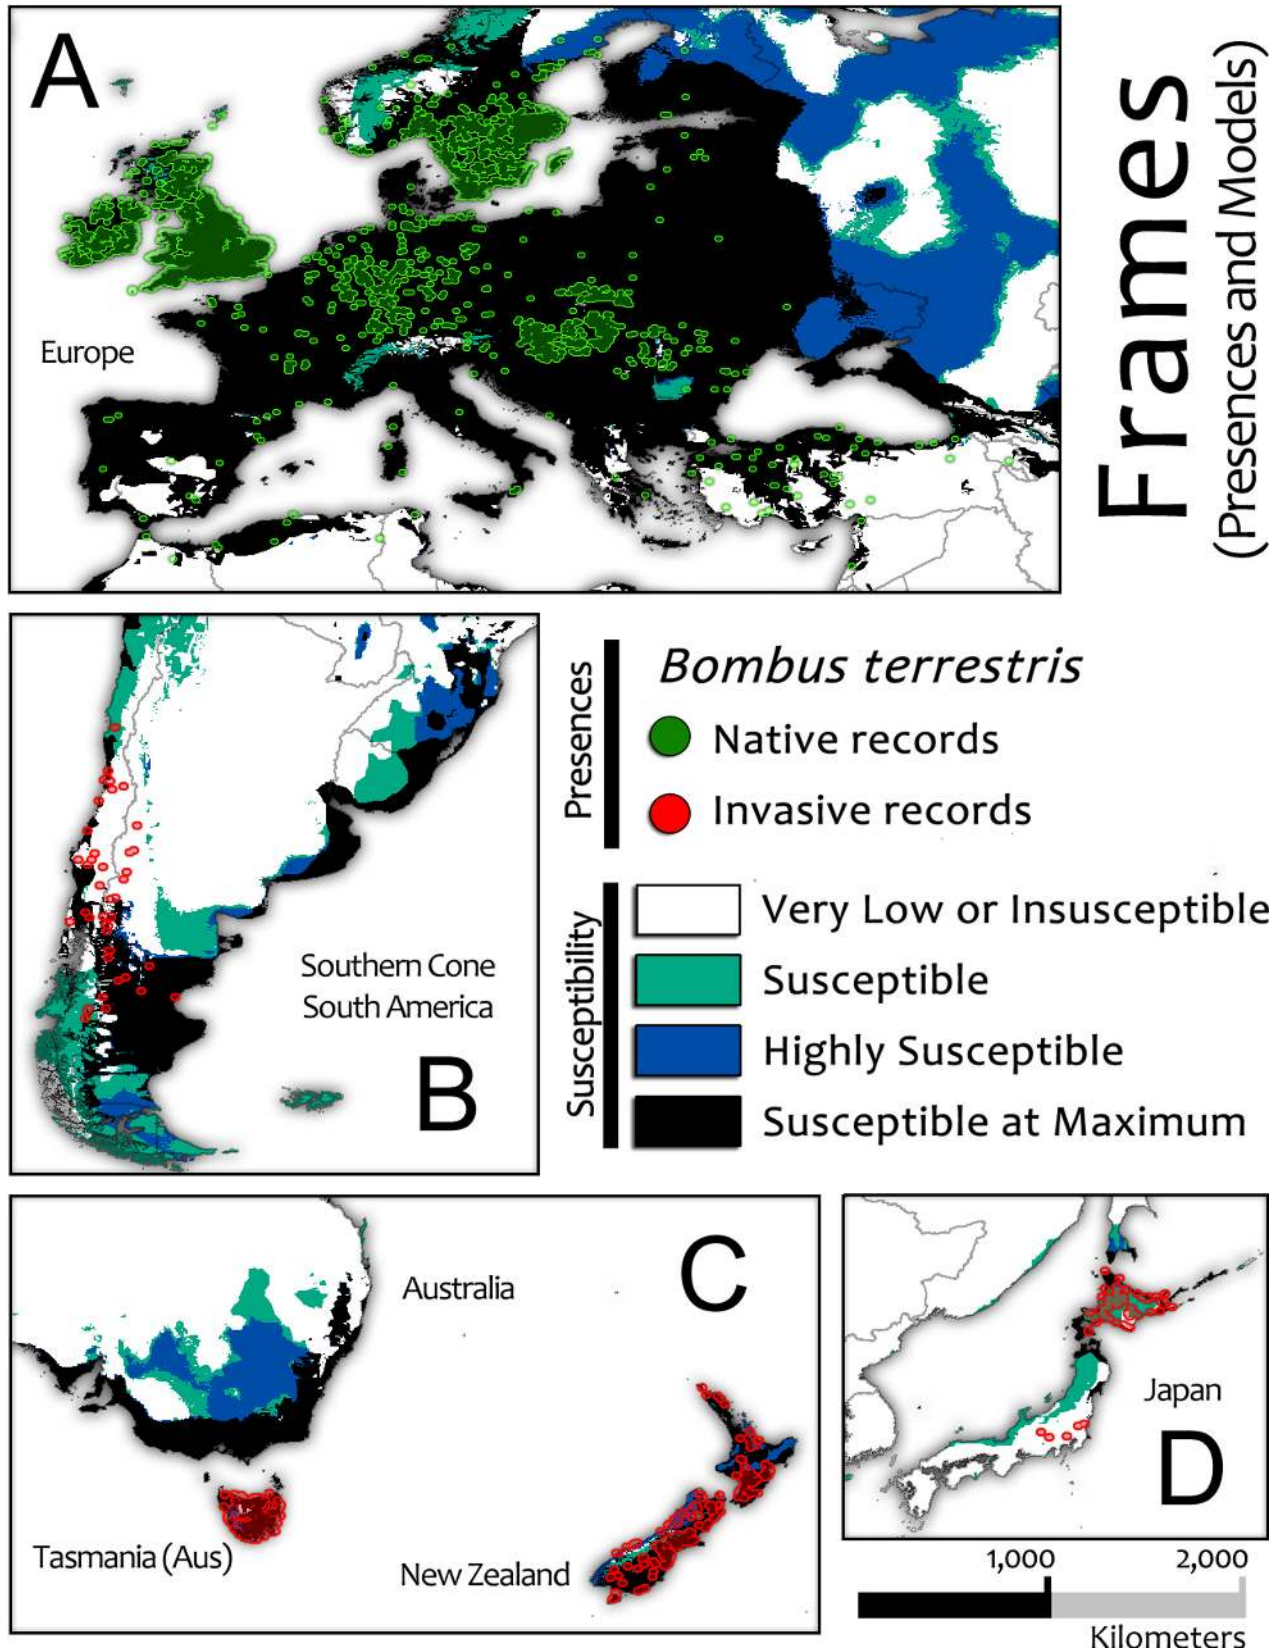 A
Europe
Frames
(Presences and Models)
Presences
Bombus terrestris
Native records
Invasive records
Susceptibility
Very Low or Insusceptible
Susceptible
Highly Susceptible
Susceptible at Maximum
Southern Cone
South America
B
C
Australia
Tasmania (Aus)
New Zealand
Japan
D
1,000
2,000
Kilometers